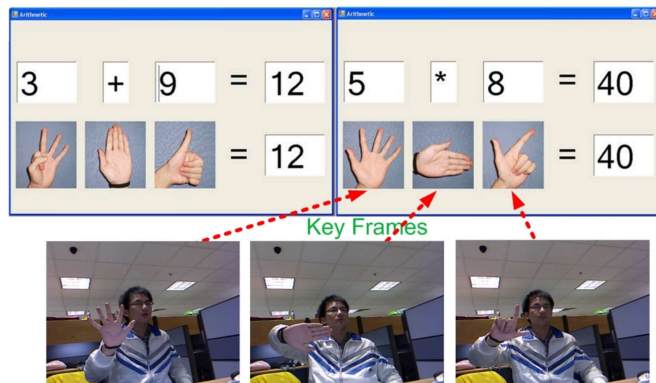 Arithmetic
3 + 9 = 12
= 12
Arithmetic
5 * 8 = 40
= 40
Key Frames